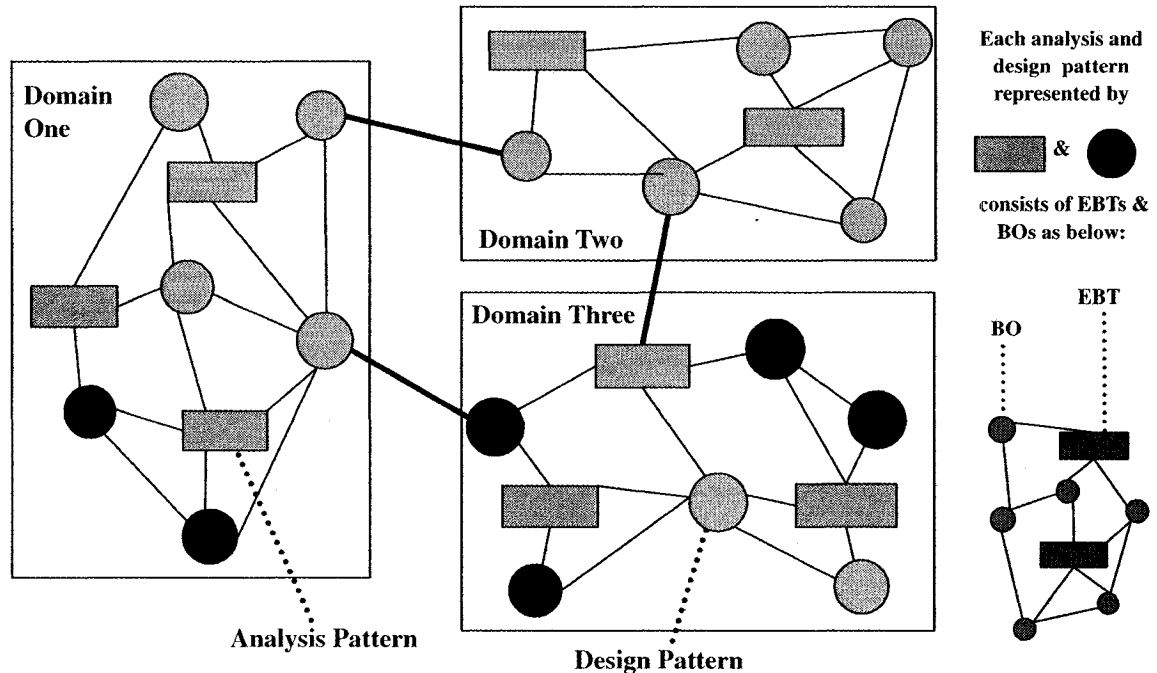 Domain
One
Analysis Pattern
Domain Two
Domain Three
Design Pattern
Each analysis and
design pattern
represented by
&
consists of EBTs &
BOs as below:
EBT
BO